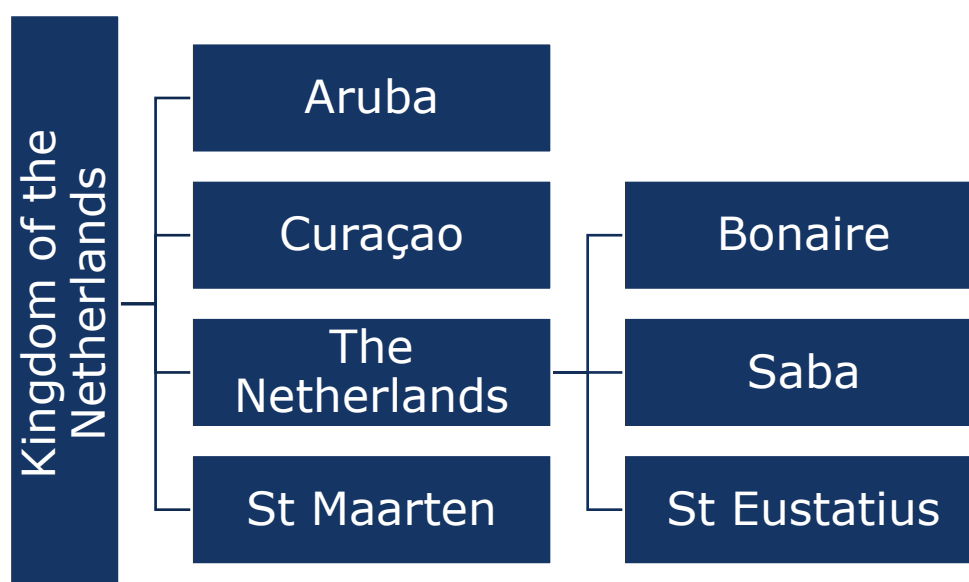 Kingdom of the
Netherlands
Aruba
Curaçao
The
Netherlands
St Maarten
Bonaire
Saba
St Eustatius